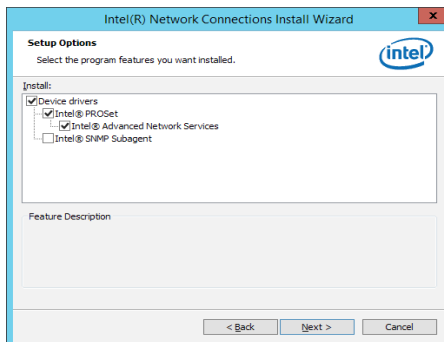 Intel(R) Network Connections Install Wizard
x
Setup Options
Select the program features you want installed.
intel
Install:
Device drivers
Intel® PROSet
Intel® Advanced Network Services
Intel® SNMP Subagent
Feature Description
< Back
Next >
Cancel